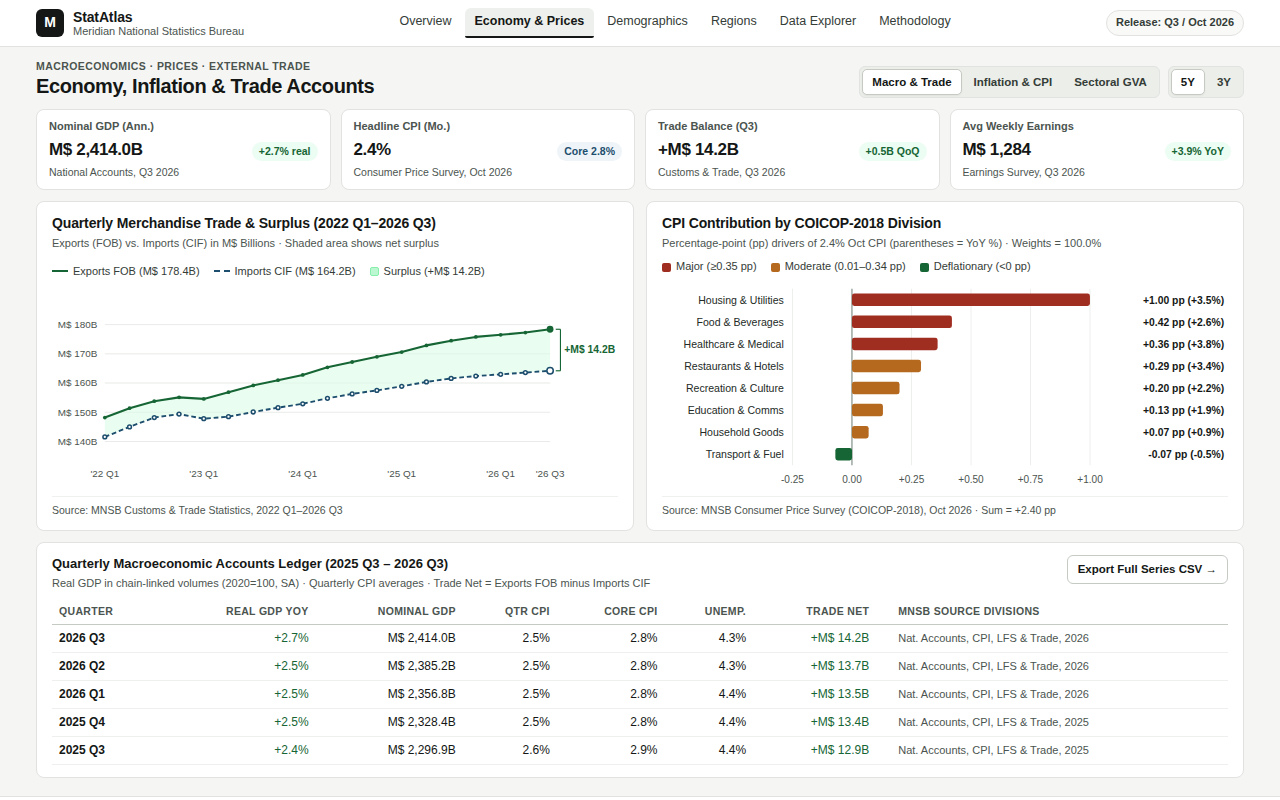 M
StatAtlas
Meridian National Statistics Bureau
Overview
Economy & Prices
Demographics
Regions
Data Explorer
Methodology
Release: Q3 / Oct 2026
MACROECONOMICS · PRICES · EXTERNAL TRADE
Economy, Inflation & Trade Accounts
Macro & Trade
Inflation & CPI
Sectoral GVA
5Y
3Y
Nominal GDP (Ann.)
M$ 2,414.0B
+2.7% real
National Accounts, Q3 2026
Headline CPI (Mo.)
2.4%
Core 2.8%
Consumer Price Survey, Oct 2026
Trade Balance (Q3)
+M$ 14.2B
+0.5B QoQ
Customs & Trade, Q3 2026
Avg Weekly Earnings
M$ 1,284
+3.9% YoY
Earnings Survey, Q3 2026
Quarterly Merchandise Trade & Surplus (2022 Q1–2026 Q3)
Exports (FOB) vs. Imports (CIF) in M$ Billions · Shaded area shows net surplus
Exports FOB (M$ 178.4B)
Imports CIF (M$ 164.2B)
Surplus (+M$ 14.2B)
M$ 180B
M$ 170B
M$ 160B
M$ 150B
M$ 140B
+M$ 14.2B
'22 Q1
'23 Q1
'24 Q1
'25 Q1
'26 Q1
'26 Q3
Source: MNSB Customs & Trade Statistics, 2022 Q1–2026 Q3
CPI Contribution by COICOP-2018 Division
Percentage-point (pp) drivers of 2.4% Oct CPI (parentheses = YoY %) · Weights = 100.0%
Major (≥0.35 pp)
Moderate (0.01–0.34 pp)
Deflationary (<0 pp)
Housing & Utilities +1.00 pp (+3.5%)
Food & Beverages +0.42 pp (+2.6%)
Healthcare & Medical +0.36 pp (+3.8%)
Restaurants & Hotels +0.29 pp (+3.4%)
Recreation & Culture +0.20 pp (+2.2%)
Education & Comms +0.13 pp (+1.9%)
Household Goods +0.07 pp (+0.9%)
Transport & Fuel -0.07 pp (-0.5%)
-0.25 0.00 +0.25 +0.50 +0.75 +1.00
Source: MNSB Consumer Price Survey (COICOP-2018), Oct 2026 · Sum = +2.40 pp
Quarterly Macroeconomic Accounts Ledger (2025 Q3 – 2026 Q3)
Real GDP in chain-linked volumes (2020=100, SA) · Quarterly CPI averages · Trade Net = Exports FOB minus Imports CIF
Export Full Series CSV →
QUARTER REAL GDP YOY NOMINAL GDP QTR CPI CORE CPI UNEMP. TRADE NET MNSB SOURCE DIVISIONS
2026 Q3 +2.7% M$ 2,414.0B 2.5% 2.8% 4.3% +M$ 14.2B Nat. Accounts, CPI, LFS & Trade, 2026
2026 Q2 +2.5% M$ 2,385.2B 2.5% 2.8% 4.3% +M$ 13.7B Nat. Accounts, CPI, LFS & Trade, 2026
2026 Q1 +2.5% M$ 2,356.8B 2.5% 2.8% 4.4% +M$ 13.5B Nat. Accounts, CPI, LFS & Trade, 2026
2025 Q4 +2.5% M$ 2,328.4B 2.5% 2.8% 4.4% +M$ 13.4B Nat. Accounts, CPI, LFS & Trade, 2025
2025 Q3 +2.4% M$ 2,296.9B 2.6% 2.9% 4.4% +M$ 12.9B Nat. Accounts, CPI, LFS & Trade, 2025